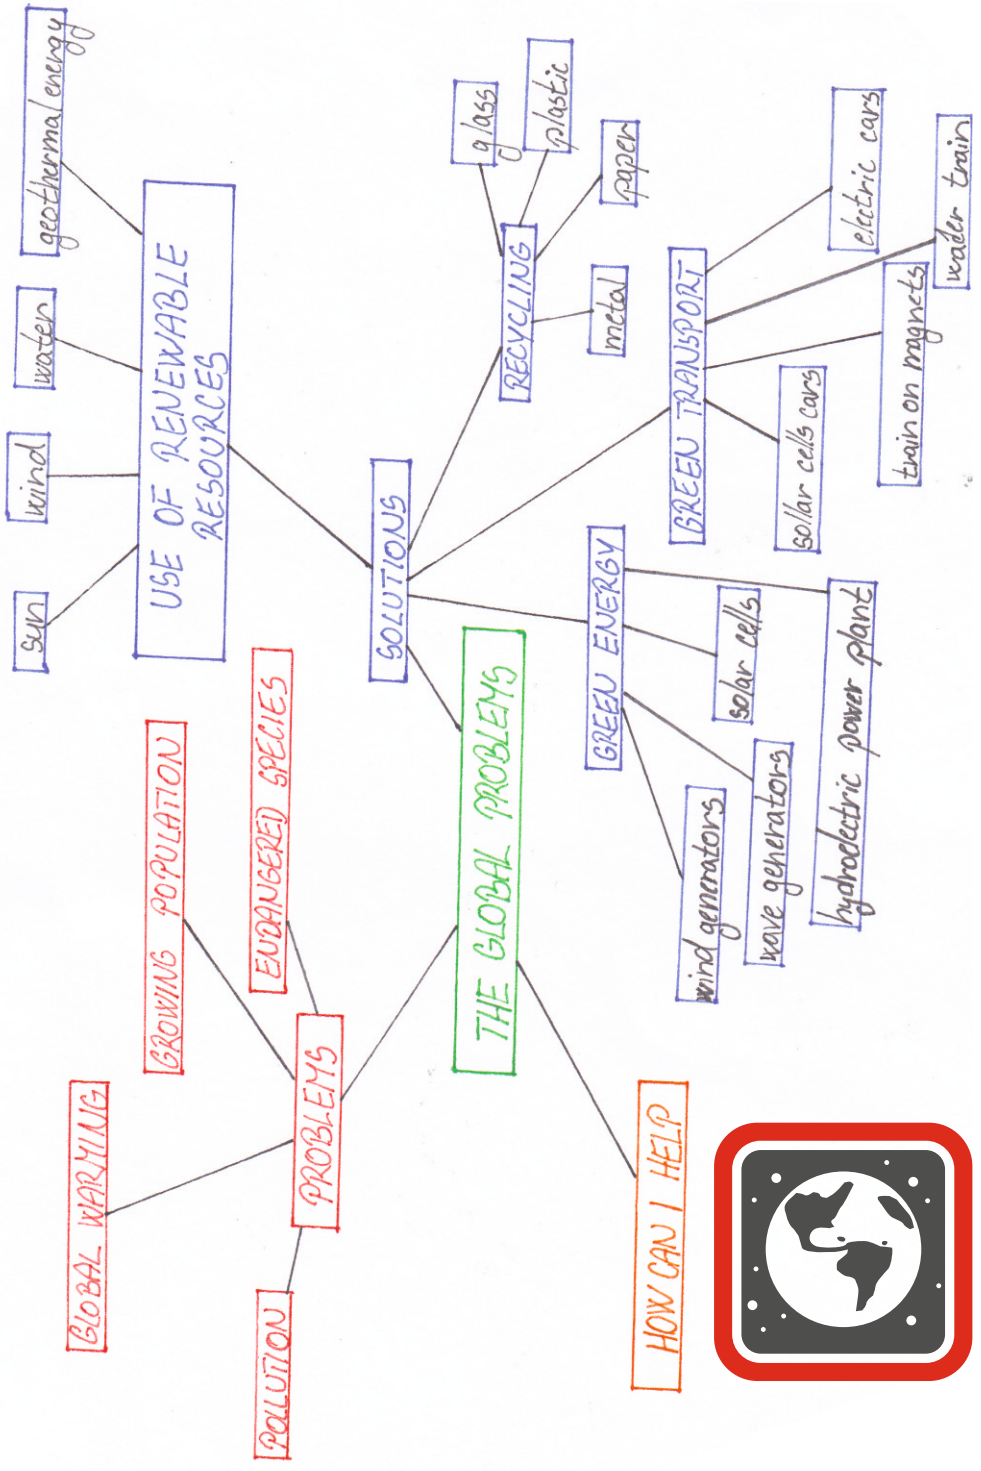 POLLUTION
GLOBAL WARMING
GROWING POPULATION
ENDANGERED SPECIES
PROBLEMS
THE GLOBAL PROBLEMS
HOW CAN I HELP
SOLUTIONS
sun
wind
water
geothermal energy
USE OF RENEWABLE
RESOURCES
RECYCLING
glass
plastic
paper
metal
GREEN TRANSPORT
electric cars
wader train
train on magnets
sollar cells cars
GREEN ENERGY
solar cells
hydroelectric power plant
wave generators
wind generators